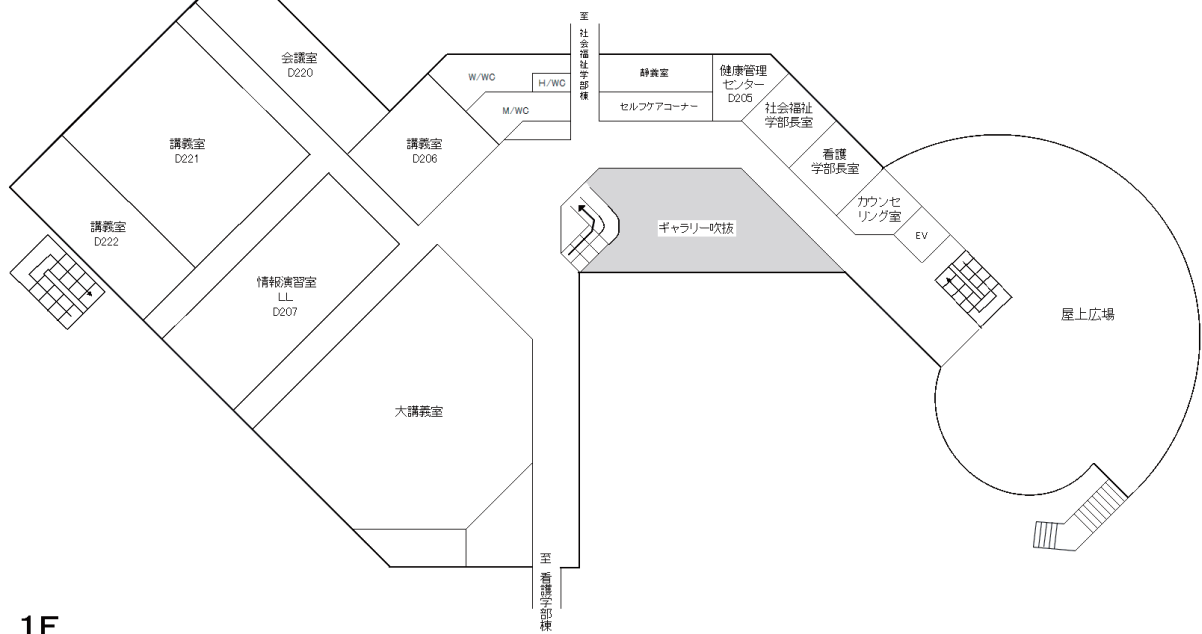 至 社会福祉学部棟
会議室
D220
W/WC
H/WC
M/WC
静養室
セルフケアコーナー
健康管理
センター
D205
社会福祉
学部長室
看護
学部長室
カウンセ
リング室
EV
講義室
D221
講義室
D206
講義室
D222
ギャラリー吹抜
情報演習室
LL
D207
屋上広場
大講義室
至 看護学部棟
1F